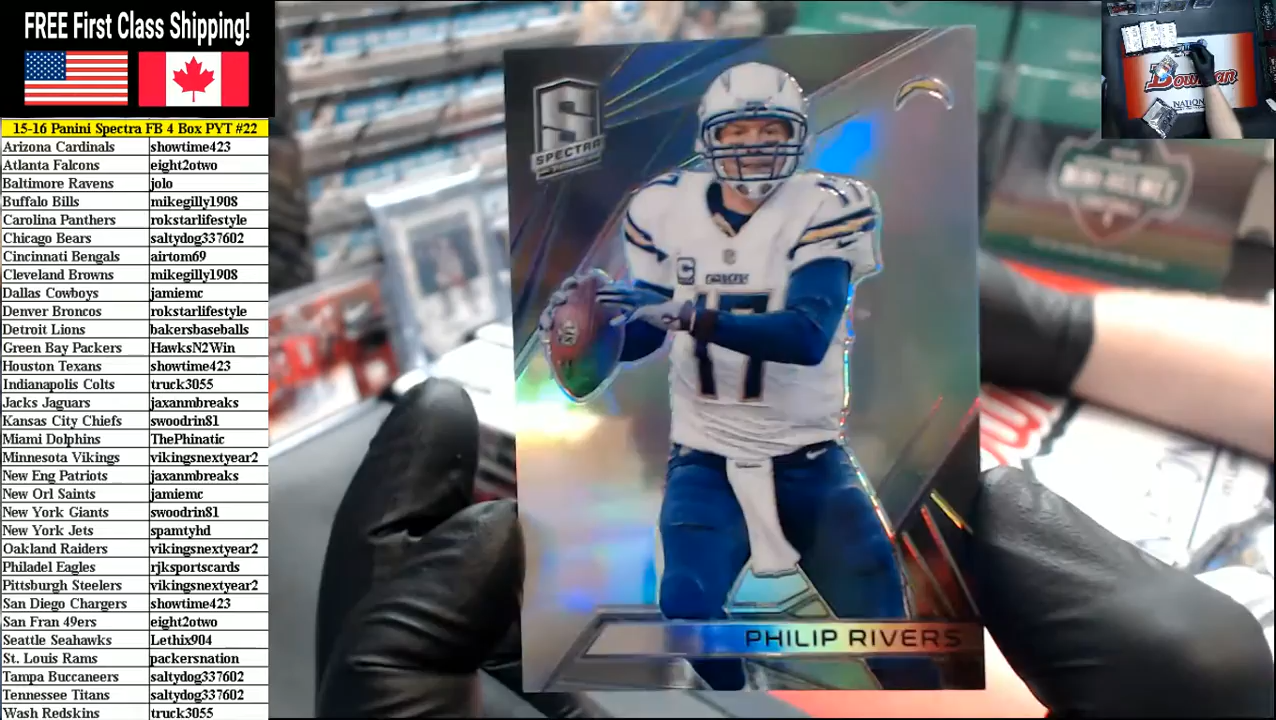 FREE First Class Shipping!
15-16 Panini Spectra FB 4 Box PYT #22
Arizona Cardinals showtime423
Atlanta Falcons eight2otwo
Baltimore Ravens jolo
Buffalo Bills mikegilly1908
Carolina Panthers rokstarlifestyle
Chicago Bears saltydog337602
Cincinnati Bengals airtom69
Cleveland Browns mikegilly1908
Dallas Cowboys jamiemc
Denver Broncos rokstarlifestyle
Detroit Lions bakersbaseballs
Green Bay Packers HawksN2Win
Houston Texans showtime423
Indianapolis Colts truck3055
Jacks Jaguars jaxanmbreaks
Kansas City Chiefs swoodrin81
Miami Dolphins ThePhinatic
Minnesota Vikings vikingsnextyear2
New Eng Patriots jaxanmbreaks
New Orl Saints jamiemc
New York Giants swoodrin81
New York Jets spamtyhd
Oakland Raiders vikingsnextyear2
Philadel Eagles rjksportscards
Pittsburgh Steelers vikingsnextyear2
San Diego Chargers showtime423
San Fran 49ers eight2otwo
Seattle Seahawks Lethix904
St. Louis Rams packersnation
Tampa Buccaneers saltydog337602
Tennessee Titans saltydog337602
Wash Redskins truck3055
S
SPECTRA
17
17
C
CHARGERS
17
PHILIP RIVERS
MINI HELMET
Bowman
NATION